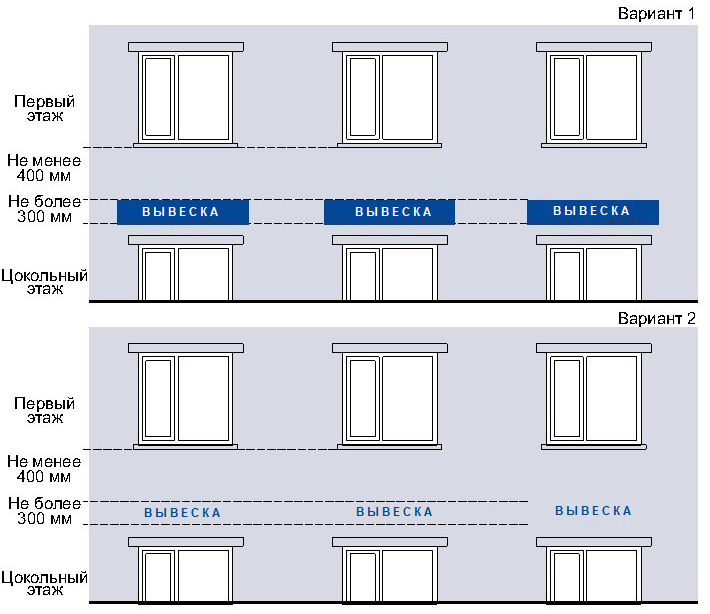 Вариант 1
Первый
этаж
Не менее
400 мм
Не более
300 мм
ВЫВЕСКА ВЫВЕСКА ВЫВЕСКА
Цокольный
этаж
Вариант 2
Первый
этаж
Не менее
400 мм
Не более
300 мм
ВЫВЕСКА ВЫВЕСКА ВЫВЕСКА
Цокольный
этаж